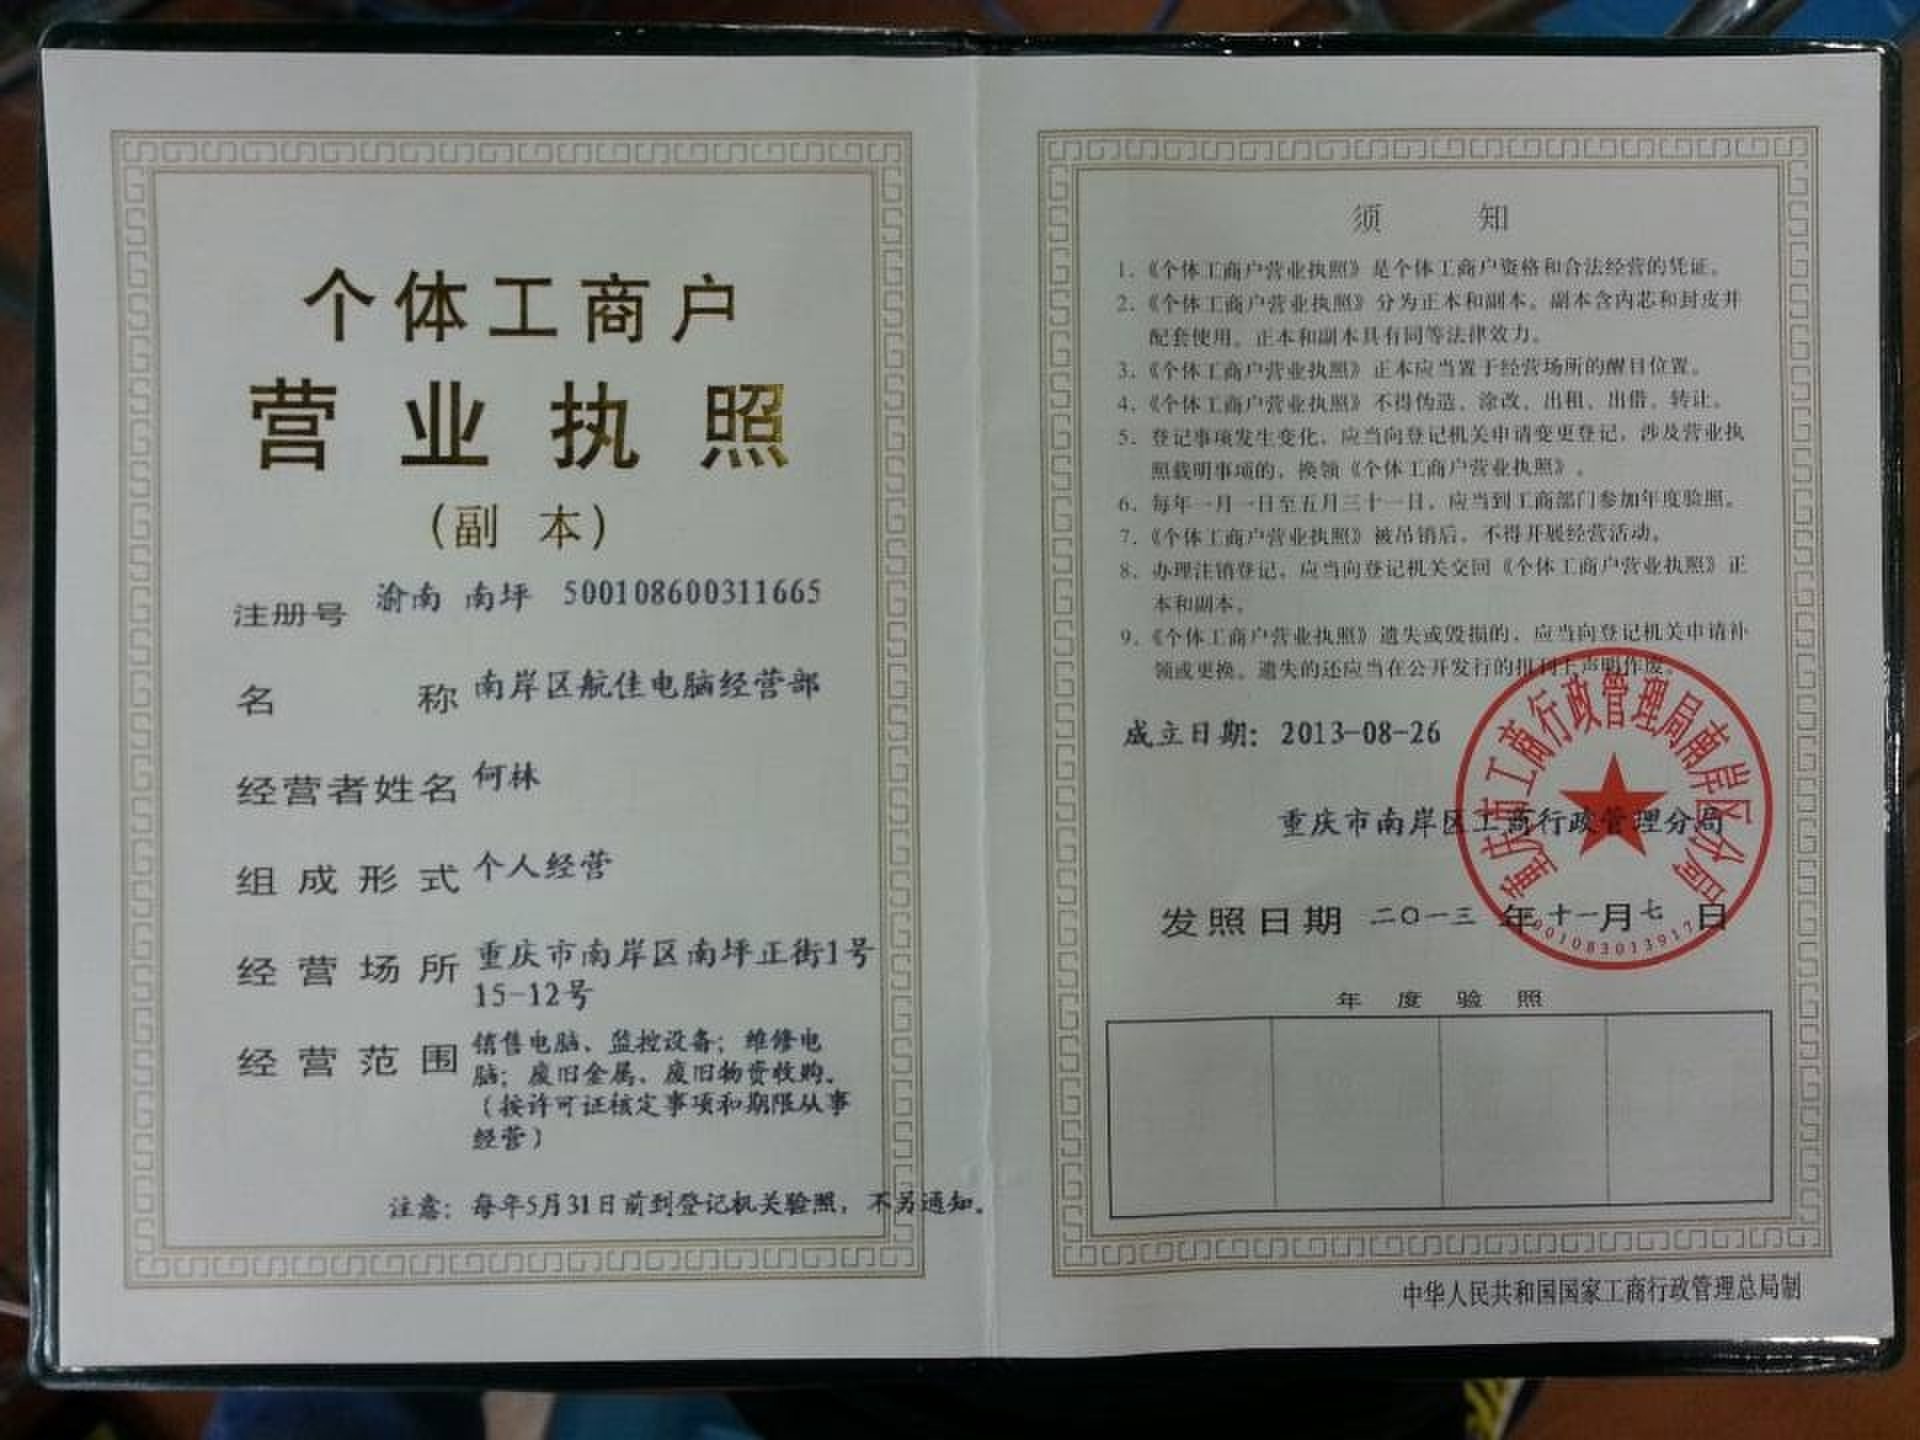 个体工商户
营业执照
(副 本)
注册号 渝南 南坪 500108600311665
名 称 南岸区航佳电脑经营部
经营者姓名 何林
组成形式 个人经营
经营场所 重庆市南岸区南坪正街1号
15-12号
经营范围 销售电脑、监控设备；维修电
脑；废旧金属、废旧物资收购。
（按许可证核定事项和期限从事
经营）
注意：每年5月31日前到登记机关验照，不另通知。
须 知
1．《个体工商户营业执照》是个体工商户资格和合法经营的凭证。
2．《个体工商户营业执照》分为正本和副本。副本含内芯和封皮并
配套使用。正本和副本具有同等法律效力。
3．《个体工商户营业执照》正本应当置于经营场所的醒目位置。
4．《个体工商户营业执照》不得伪造、涂改、出租、出借、转让。
5．登记事项发生变化，应当向登记机关申请变更登记，涉及营业执
照载明事项的，换领《个体工商户营业执照》。
6．每年一月一日至五月三十一日，应当到工商部门参加年度验照。
7．《个体工商户营业执照》被吊销后，不得开展经营活动。
8．办理注销登记，应当向登记机关交回《个体工商户营业执照》正
本和副本。
9．《个体工商户营业执照》遗失或毁损的，应当向登记机关申请补
领或更换。遗失的还应当在公开发行的报刊上声明作废。
成立日期：2013-08-26
重庆市工商行政管理局南岸区分局
重庆市南岸区工商行政管理分局
发照日期 二〇一三 年 十一 月 七 日
5001083013917
年 度 验 照
中华人民共和国国家工商行政管理总局制